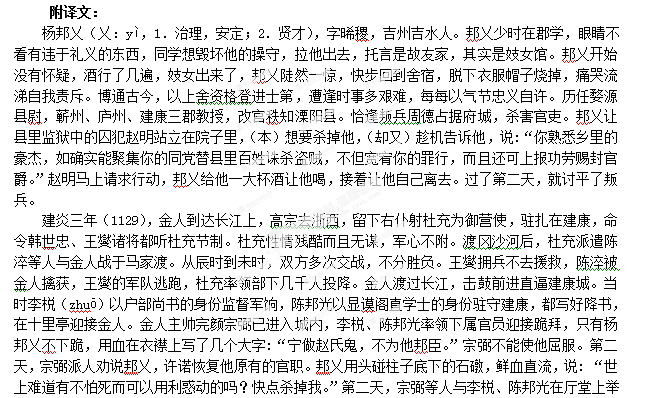 附译文：
杨邦乂（乂：yì，1．治理，安定；2．贤才），字晞稷，吉州吉水人。邦乂少时在郡学，眼睛不
看有违于礼义的东西，同学想毁坏他的操守，拉他出去，托言是故友家，其实是妓女馆。邦乂开始
没有怀疑，酒行了几遍，妓女出来了，邦乂陡然一惊，快步回到舍宿，脱下衣服帽子烧掉，痛哭流
涕自我责斥。博通古今，以上舍资格登进士第，遭逢时事多艰难，每每以气节忠义自许。历任婺源
县尉，蕲州、庐州、建康三郡教授，改官秩知溧阳县。恰逢叛兵周德占据府城，杀害官吏。邦乂让
县里监狱中的囚犯赵明站立在院子里，（本）想要杀掉他，（却又）趁机告诉他，说：“你熟悉乡里的
豪杰，如确实能聚集你的同党替县里百姓诛杀盗贼，不但宽宥你的罪行，而且还可上报功劳赐封官
爵。”赵明马上请求行动，邦乂给他一大杯酒让他喝，接着让他自己离去。过了第二天，就讨平了叛
兵。
建炎三年（1129），金人到达长江上，高宗去浙西，留下右仆射杜充为御营使，驻扎在建康，命
令韩世忠、王燮诸将都听杜充节制。杜充性情残酷而且无谋，军心不附。渡冈沙河后，杜充派遣陈
淬等人与金人战于马家渡。从辰时到未时，双方多次交战，不分胜负。王燮拥兵不去援救，陈淬被
金人擒获，王燮的军队逃跑，杜充率领部下几千人投降。金人渡过长江，击鼓前进直逼建康城。当
时李棁（zhuō）以户部尚书的身份监督军饷，陈邦光以显谟阁直学士的身份驻守建康，都写好降书，
在十里亭迎接金人。金人主帅完颜宗弼已进入城内，李棁、陈邦光率领下属官员迎接跪拜，只有杨
邦乂不下跪，用血在衣襟上写了几个大字：“宁做赵氏鬼，不为他邦臣。”宗弼不能使他屈服。第二
天，宗弼派人劝说邦乂，许诺恢复他原有的官职。邦乂用头碰柱子底下的石礅，鲜血直流，说：“世
上难道有不怕死而可以用利惑动的吗？快点杀掉我。”第二天，宗弼等人与李棁、陈邦光在厅堂上举